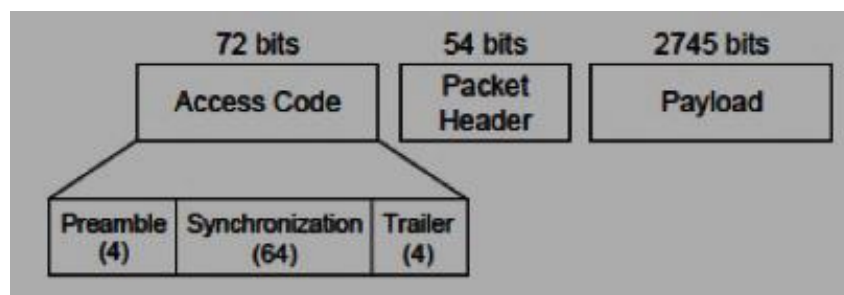 72 bits 54 bits 2745 bits
Access Code Packet Header Payload
Preamble (4) Synchronization (64) Trailer (4)